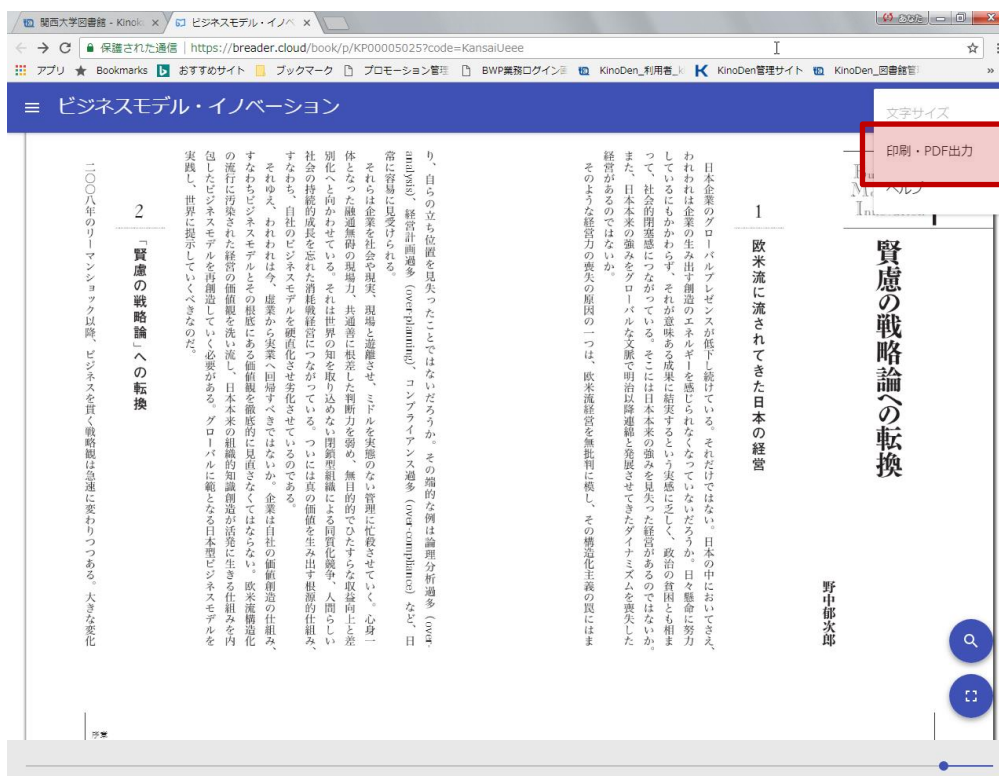 関西大学図書館 - Kinok
ビジネスモデル・イノベ
あなた
保護された通信 | https://breader.cloud/book/p/KP00005025?code=KansaiUeee
アプリ Bookmarks おすすめサイト ブックマーク プロモーション管理 BWP業務ログイン KinoDen_利用者_ KinoDen管理サイト KinoDen_図書館管 »
ビジネスモデル・イノベーション
文字サイズ
印刷・PDF出力
ヘルプ
賢慮の戦略論への転換
野中郁次郎
1 欧米流に流されてきた日本の経営
日本企業のグローバルプレゼンスが低下し続けている。それだけではない。日本の中においてさえ、
われわれは企業の生み出す創造のエネルギーを感じられなくなっていないだろうか。日々懸命に努力
しているにもかかわらず、それが意味ある成果に結実するという実感に乏しく、政治の貧困とも相ま
って、社会的閉塞感につながっている。そこには日本本来の強みを見失った経営があるのではないか。
また、日本本来の強みをグローバルな文脈で明治以降連綿と発展させてきたダイナミズムを喪失した
経営があるのではないか。
そのような経営力の喪失の原因の一つは、欧米流経営を無批判に模し、その構造化主義の罠にはま
り、自らの立ち位置を見失ったことではないだろうか。その端的な例は論理分析過多（over-
analysis）、経営計画過多（over-planning）、コンプライアンス過多（over-compliance）など、日
常に容易に見受けられる。
それらは企業を社会や現実、現場と遊離させ、ミドルを実態のない管理に忙殺させていく。心身一
体となった融通無碍の現場力、共通善に根差した判断力を弱め、無目的的でひたすらな収益向上と差
別化へと向かわせている。それは世界の知を取り込めない閉鎖型組織による同質化競争、人間らしい
社会の持続的成長を忘れた消耗戦経営につながっている。ついには真の価値を生み出す根源的仕組み、
すなわち、自社のビジネスモデルを硬直化させ劣化させているのである。
それゆえ、われわれは今、虚業から実業へ回帰すべきではないか。企業は自社の価値創造の仕組み、
すなわちビジネスモデルとその根底にある価値観を徹底的に見直さなくてはならない。欧米流構造化
の流行に汚染された経営の価値観を洗い流し、日本本来の組織的知識創造が活発に生きる仕組みを内
包したビジネスモデルを再創造していく必要がある。グローバルに範となる日本型ビジネスモデルを
実践し、世界に提示していくべきなのだ。
2 「賢慮の戦略論」への転換
二〇〇八年のリーマンショック以降、ビジネスを貫く戦略観は急速に変わりつつある。大きな変化